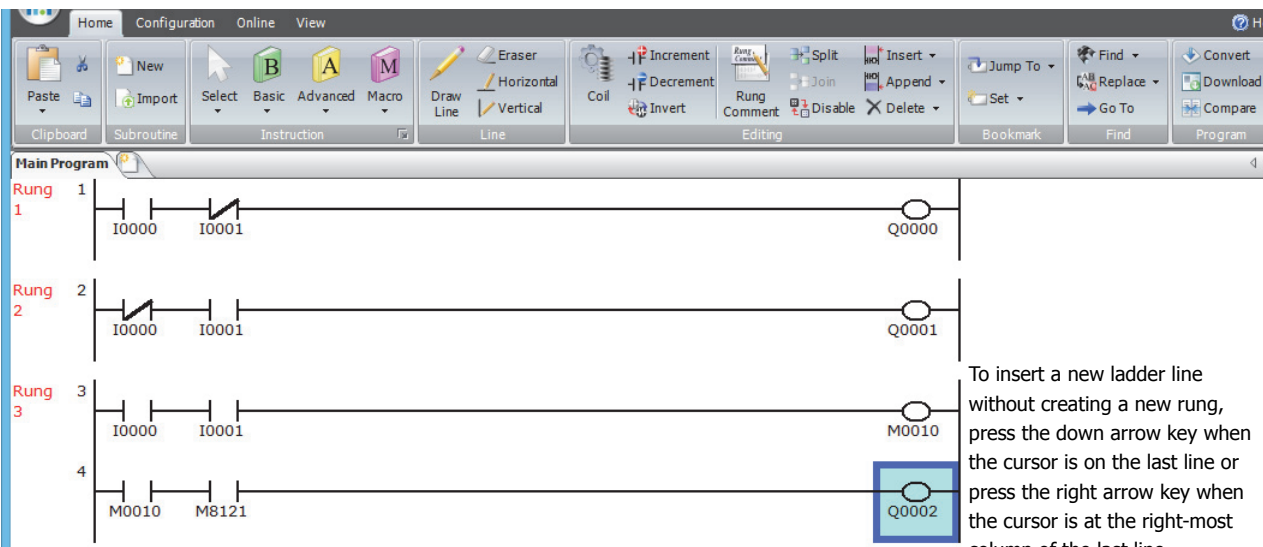 Home Configuration Online View
Paste
New
Import
Select Basic Advanced Macro
B A M
Draw Line
Eraser
Horizontal
Vertical
Coil
Increment
Decrement
Invert
Rung Comment
Split
Join
Disable
Insert
Append
Delete
Jump To
Set
Find
Replace
Go To
Convert
Download
Compare
Clipboard Subroutine Instruction Line Editing Bookmark Find Program
Main Program
Rung 1
1
I0000 I0001 Q0000
Rung 2
2
I0000 I0001 Q0001
Rung 3
3
I0000 I0001 M0010
4
M0010 M8121 Q0002
To insert a new ladder line
without creating a new rung,
press the down arrow key when
the cursor is on the last line or
press the right arrow key when
the cursor is at the right-most
column of the last line